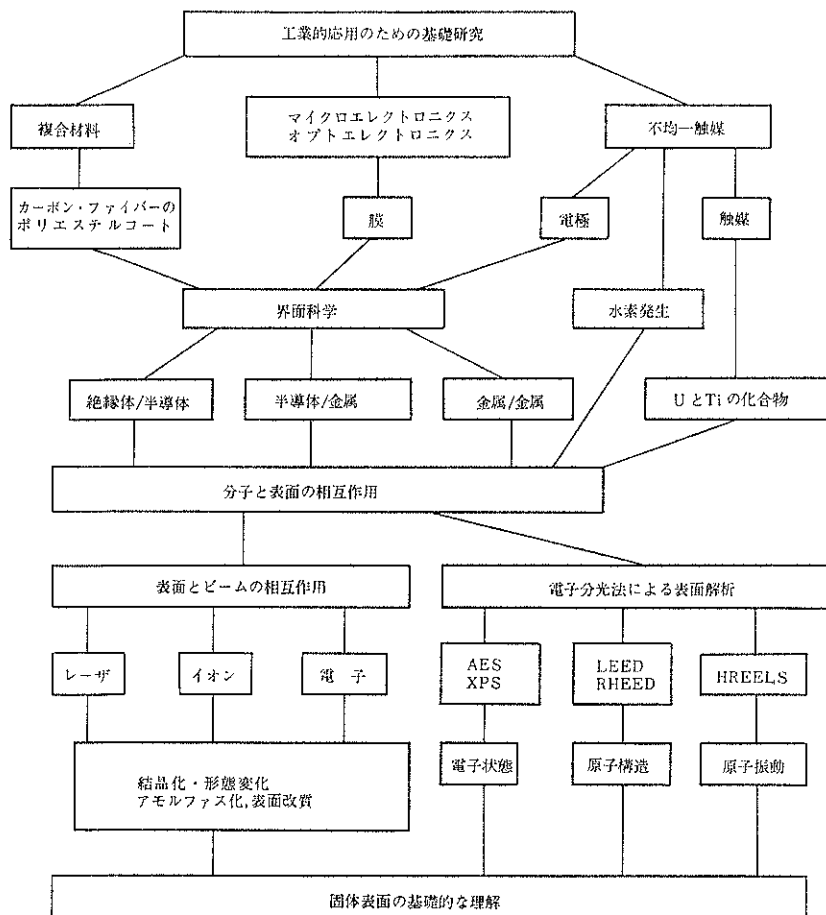 工業的応用のための基礎研究
複合材料
マイクロエレクトロニクス
オプトエレクトロニクス
不均一触媒
カーボン・ファイバーの
ポリエステルコート
膜
電極
触媒
界面科学
水素発生
絶縁体/半導体
半導体/金属
金属/金属
UとTiの化合物
分子と表面の相互作用
表面とビームの相互作用
電子分光法による表面解析
レーザ
イオン
電 子
AES
XPS
LEED
RHEED
HREELS
結晶化・形態変化
アモルファス化,表面改質
電子状態
原子構造
原子振動
固体表面の基礎的な理解